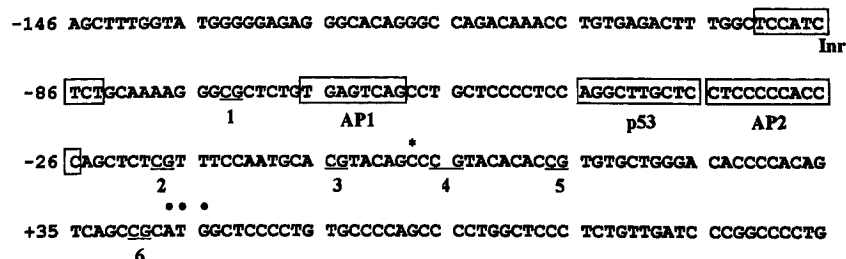 -146 AGCTTTGGTA TGGGGGAGAG GGCACAGGGC CAGACAAACC TGTGAGACTT TGGCTCCATC
Inr
-86 TCTGCAAAAG GGCGCTCTGT GAGTCAGCCT GCTCCCCTCC AGGCTTGCTC CTCCCCCACC
1 AP1 p53 AP2
*
-26 CAGCTCTCGT TTCCAATGCA CGTACAGCCC GTACACACCG TGTGCTGGGA CACCCCACAG
2 3 4 5
• • •
+35 TCAGCCGCAT GGCTCCCCTG TGCCCCAGCC CCTGGCTCCC TCTGTTGATC CCGGCCCCTG
6